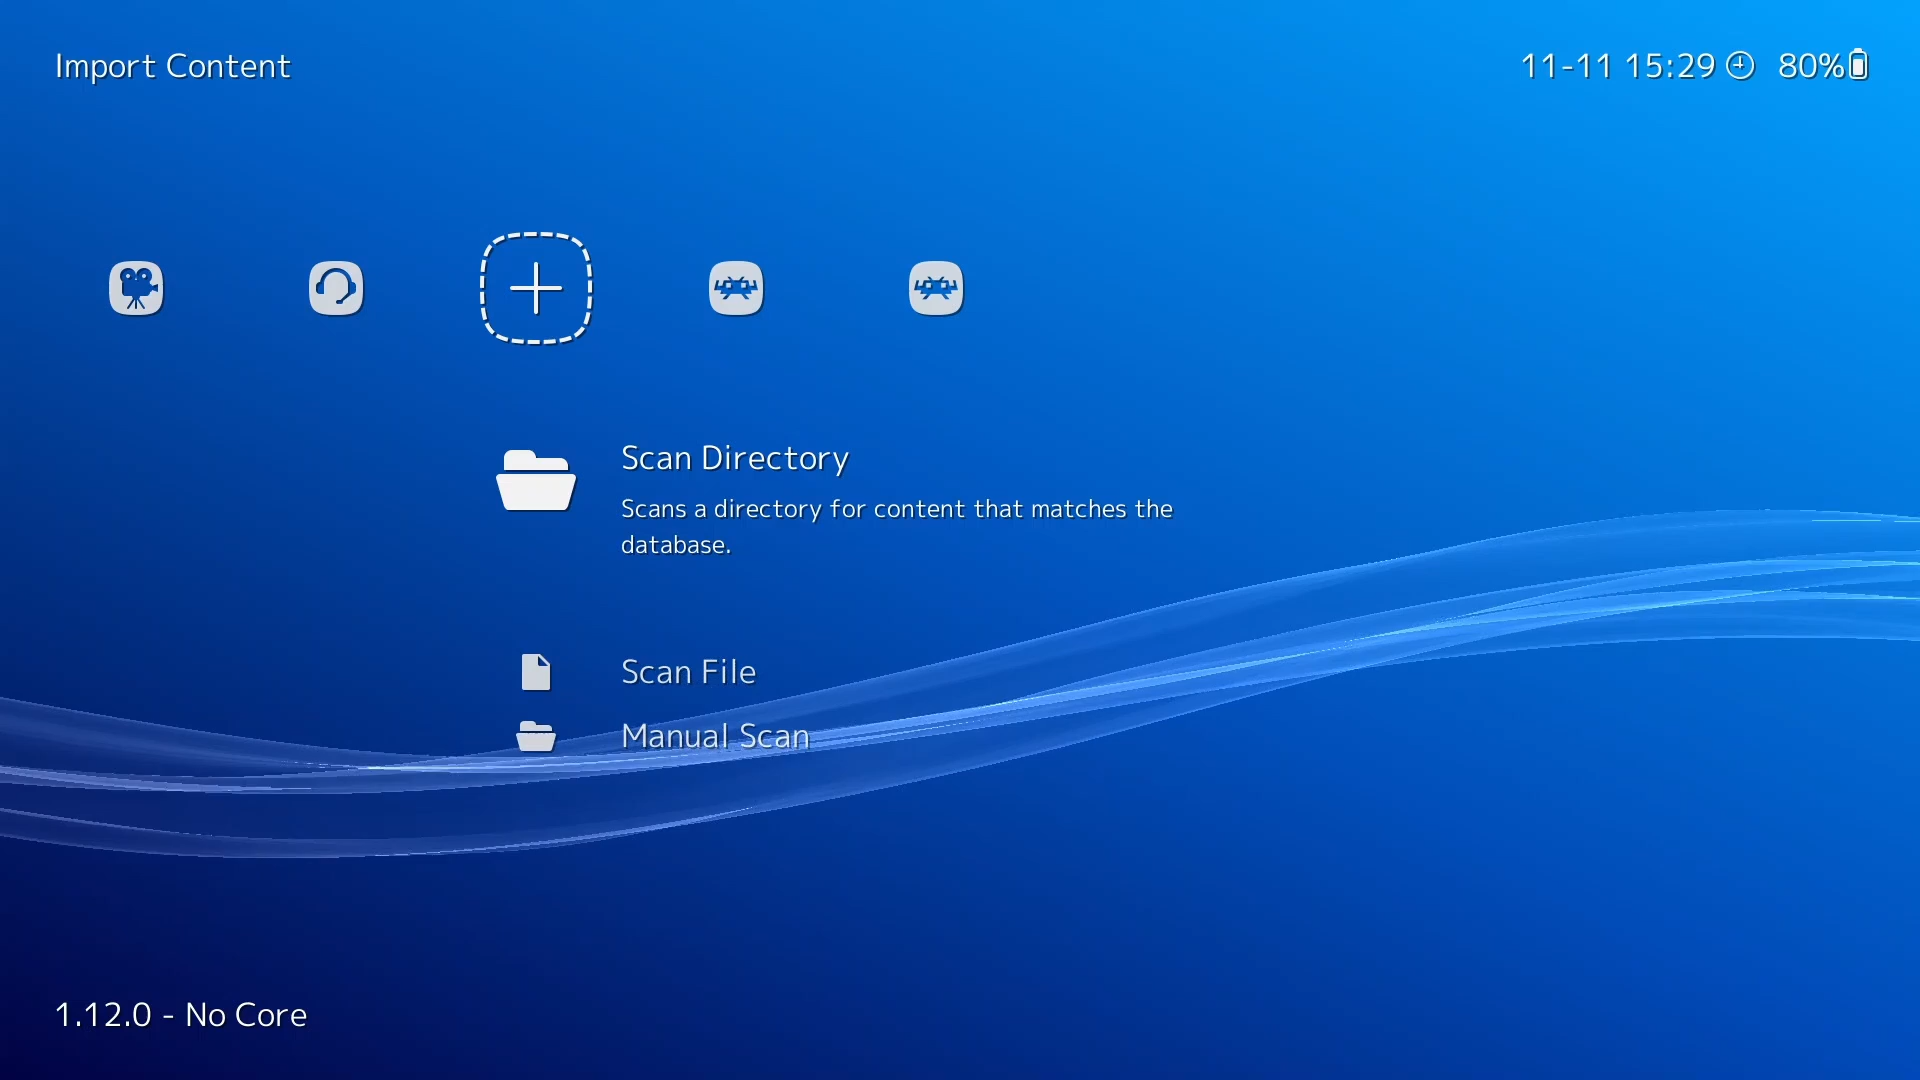 Import Content
11-11 15:29 80%
Scan Directory
Scans a directory for content that matches the
database.
Scan File
Manual Scan
1.12.0 - No Core